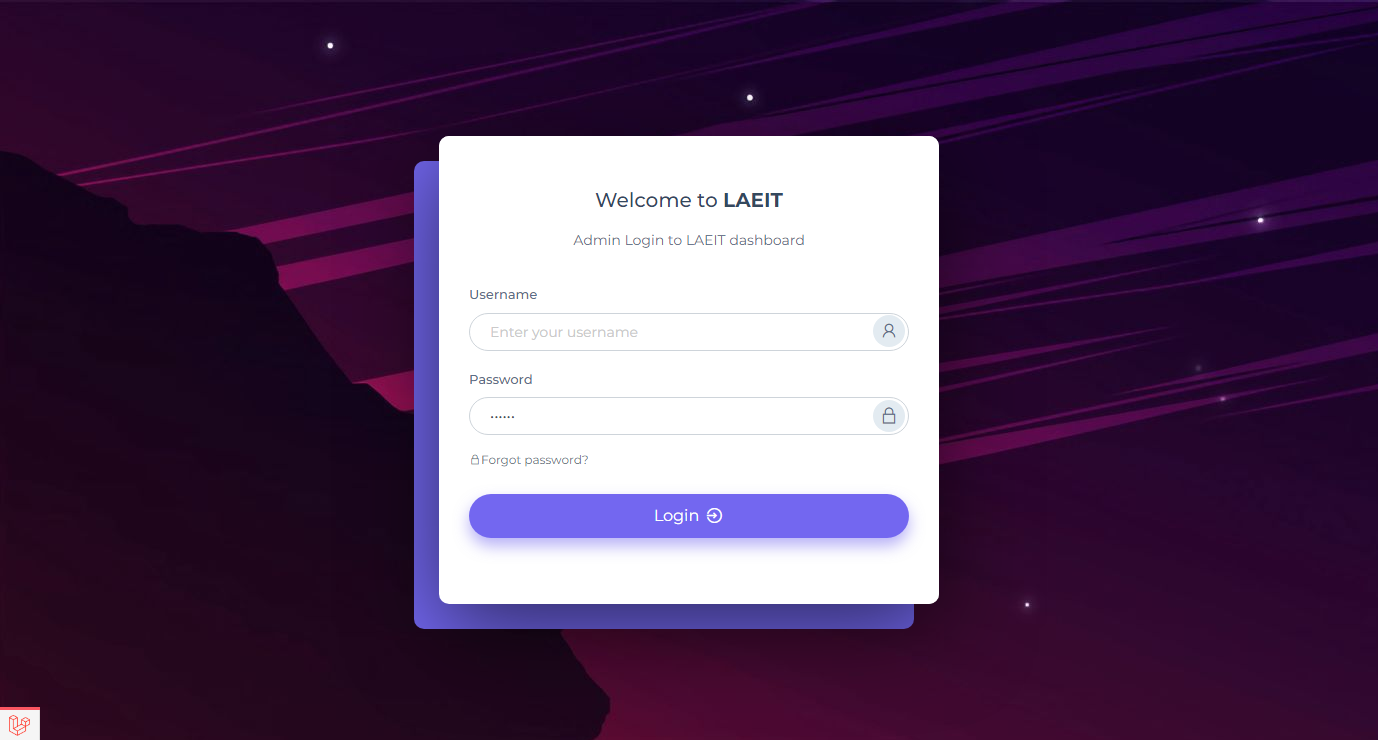 Welcome to LAEIT
Admin Login to LAEIT dashboard
Username
Enter your username
Password
••••••
Forgot password?
Login